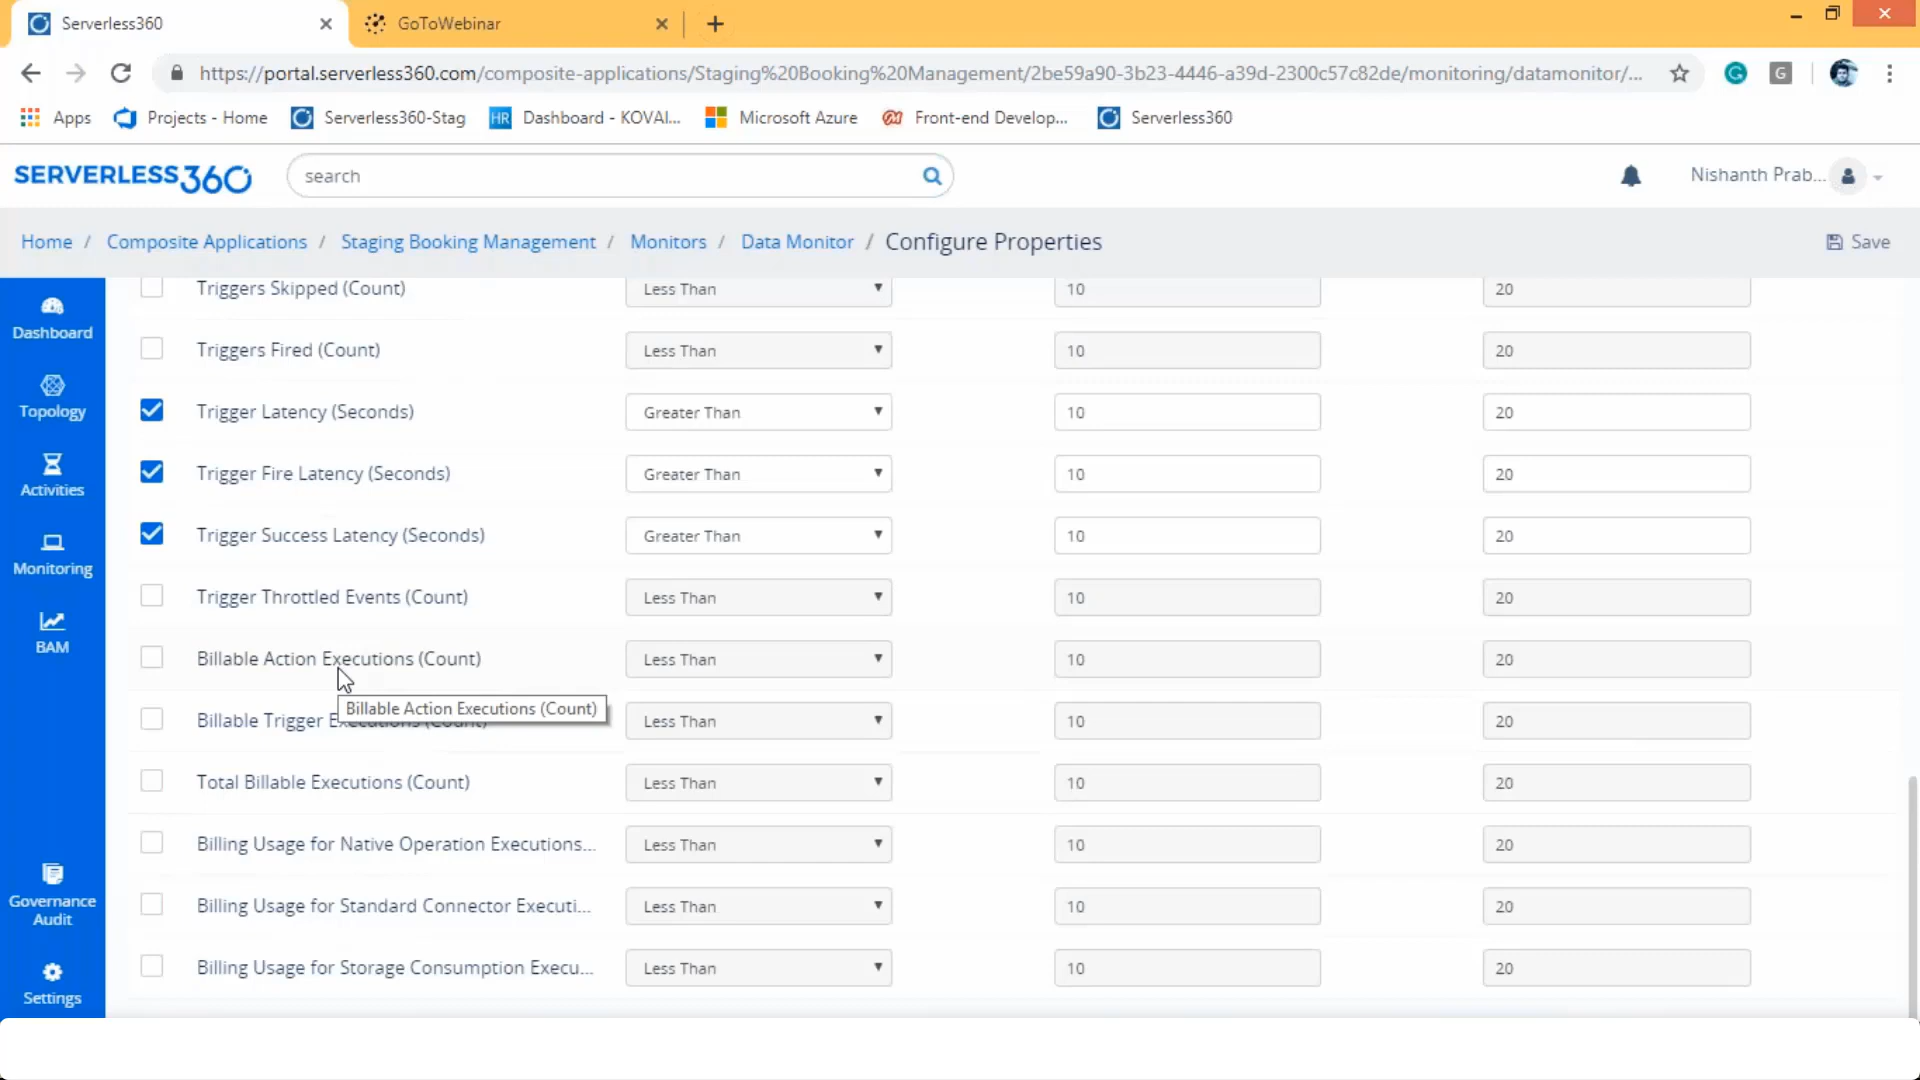 Serverless360
GoToWebinar
https://portal.serverless360.com/composite-applications/Staging%20Booking%20Management/2be59a90-3b23-4446-a39d-2300c57c82de/monitoring/datamonitor/...
G
G
Apps
Projects - Home
Serverless360-Stag
HR
Dashboard - KOVAI...
Microsoft Azure
Front-end Develop...
Serverless360
SERVERLESS360
search
Nishanth Prab...
Home / Composite Applications / Staging Booking Management / Monitors / Data Monitor / Configure Properties
Save
Dashboard
Topology
Activities
Monitoring
BAM
Governance
Audit
Settings
Triggers Skipped (Count) Less Than 10 20
Triggers Fired (Count) Less Than 10 20
Trigger Latency (Seconds) Greater Than 10 20
Trigger Fire Latency (Seconds) Greater Than 10 20
Trigger Success Latency (Seconds) Greater Than 10 20
Trigger Throttled Events (Count) Less Than 10 20
Billable Action Executions (Count) Less Than 10 20
Billable Action Executions (Count)
Billable Trigger Executions (Count) Less Than 10 20
Total Billable Executions (Count) Less Than 10 20
Billing Usage for Native Operation Executions... Less Than 10 20
Billing Usage for Standard Connector Executi... Less Than 10 20
Billing Usage for Storage Consumption Execu... Less Than 10 20